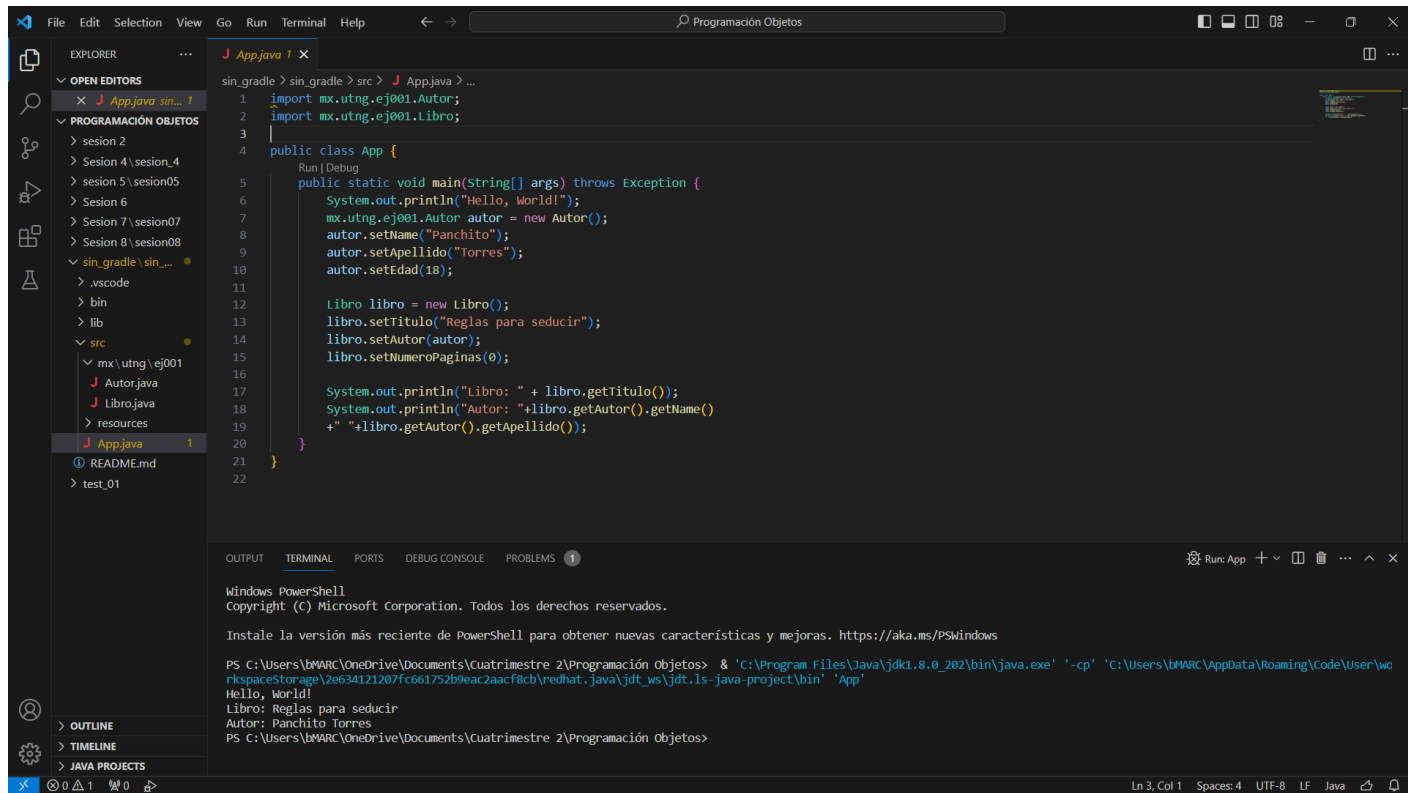 File Edit Selection View Go Run Terminal Help
Programación Objetos
EXPLORER ...
OPEN EDITORS
App.java sin... 1
PROGRAMACIÓN OBJETOS
sesion 2
Sesion 4\sesion_4
sesion 5\sesion05
Sesion 6
Sesion 7\sesion07
Sesion 8\sesion08
sin_gradle\sin_...
.vscode
bin
lib
src
mx\utng\ej001
J Autor.java
J Libro.java
resources
J App.java 1
README.md
test_01
OUTLINE
TIMELINE
JAVA PROJECTS
J App.java 1
sin_gradle > sin_gradle > src > J App.java > ...
1 import mx.utng.ej001.Autor;
2 import mx.utng.ej001.Libro;
3
4 public class App {
Run | Debug
5 public static void main(String[] args) throws Exception {
6 System.out.println("Hello, World!");
7 mx.utng.ej001.Autor autor = new Autor();
8 autor.setName("Panchito");
9 autor.setApellido("Torres");
10 autor.setEdad(18);
11
12 Libro libro = new Libro();
13 libro.setTitulo("Reglas para seducir");
14 libro.setAutor(autor);
15 libro.setNumeroPaginas(0);
16
17 System.out.println("Libro: " + libro.getTitulo());
18 System.out.println("Autor: "+libro.getAutor().getName()
19 +" "+libro.getAutor().getApellido());
20 }
21 }
22
OUTPUT TERMINAL PORTS DEBUG CONSOLE PROBLEMS 1
Run: App
Windows PowerShell
Copyright (C) Microsoft Corporation. Todos los derechos reservados.
Instale la versión más reciente de PowerShell para obtener nuevas características y mejoras. https://aka.ms/PSWindows
PS C:\Users\bMARC\OneDrive\Documents\Cuatrimestre 2\Programación Objetos> & 'C:\Program Files\Java\jdk1.8.0_202\bin\java.exe' '-cp' 'C:\Users\bMARC\AppData\Roaming\Code\User\wo
rkspaceStorage\2e634121207fc661752b9eac2aacf8cb\redhat.java\jdt_ws\jdt.ls-java-project\bin' 'App'
Hello, World!
Libro: Reglas para seducir
Autor: Panchito Torres
PS C:\Users\bMARC\OneDrive\Documents\Cuatrimestre 2\Programación Objetos>
0 1 0
Ln 3, Col 1 Spaces: 4 UTF-8 LF Java